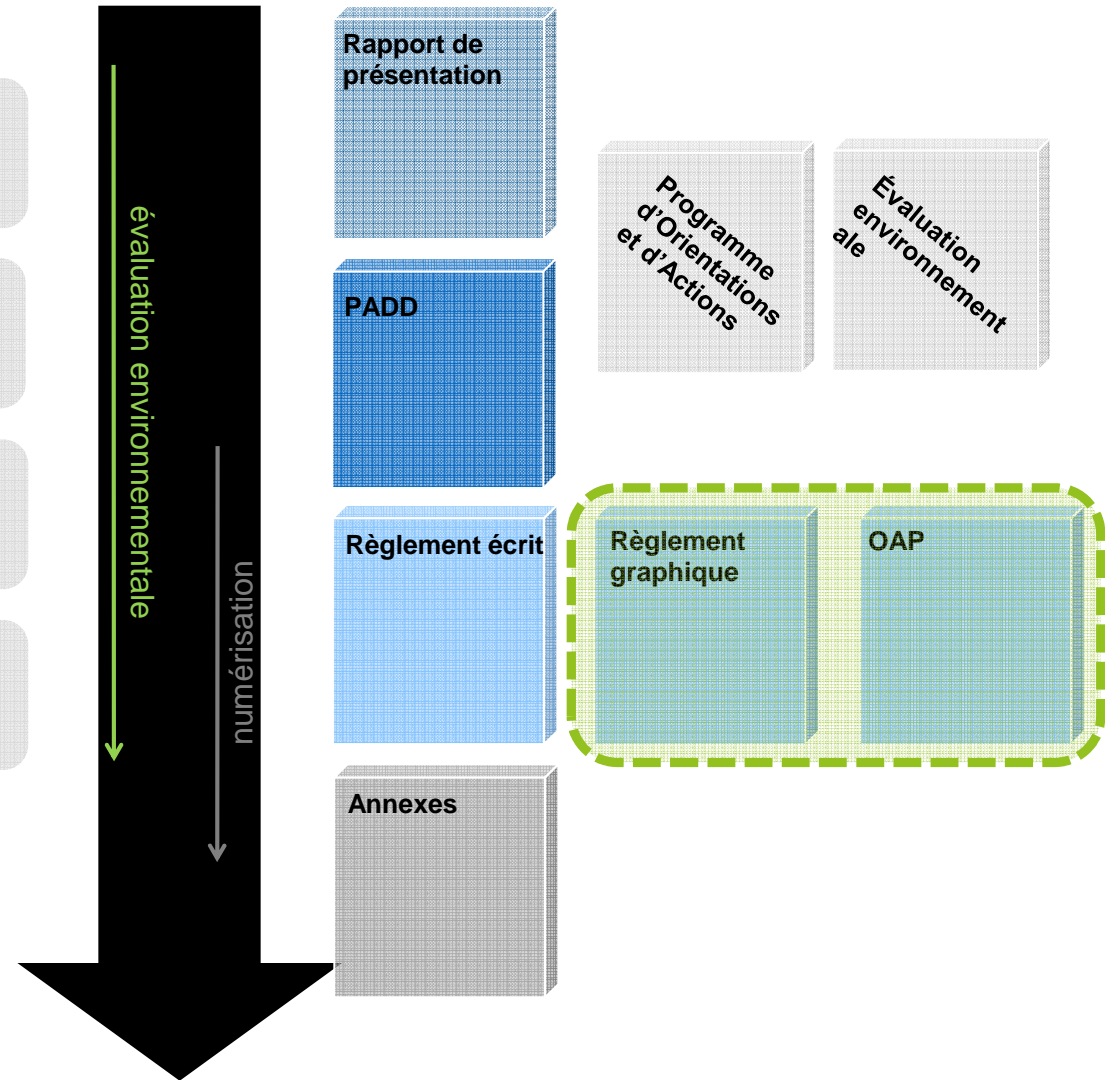 Rapport de
présentation
évaluation environnementale
Programme
d'Orientations
et d'Actions
Évaluation
environnement
ale
PADD
numérisation
Règlement écrit
Règlement
graphique
OAP
Annexes